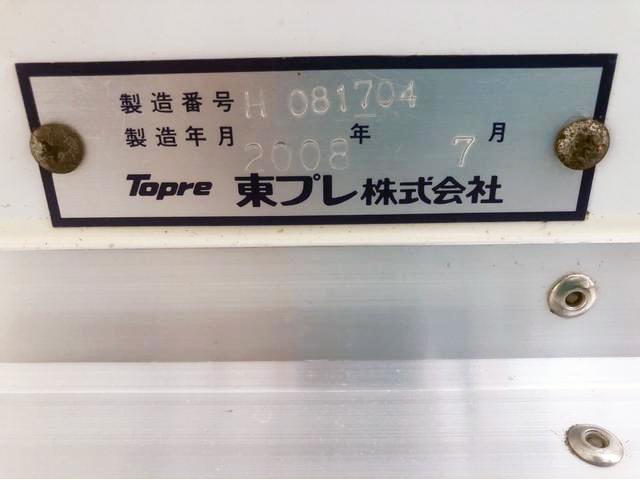 製造番号 H 081704
製造年月 2008 年 7 月
Topre 東プレ株式会社